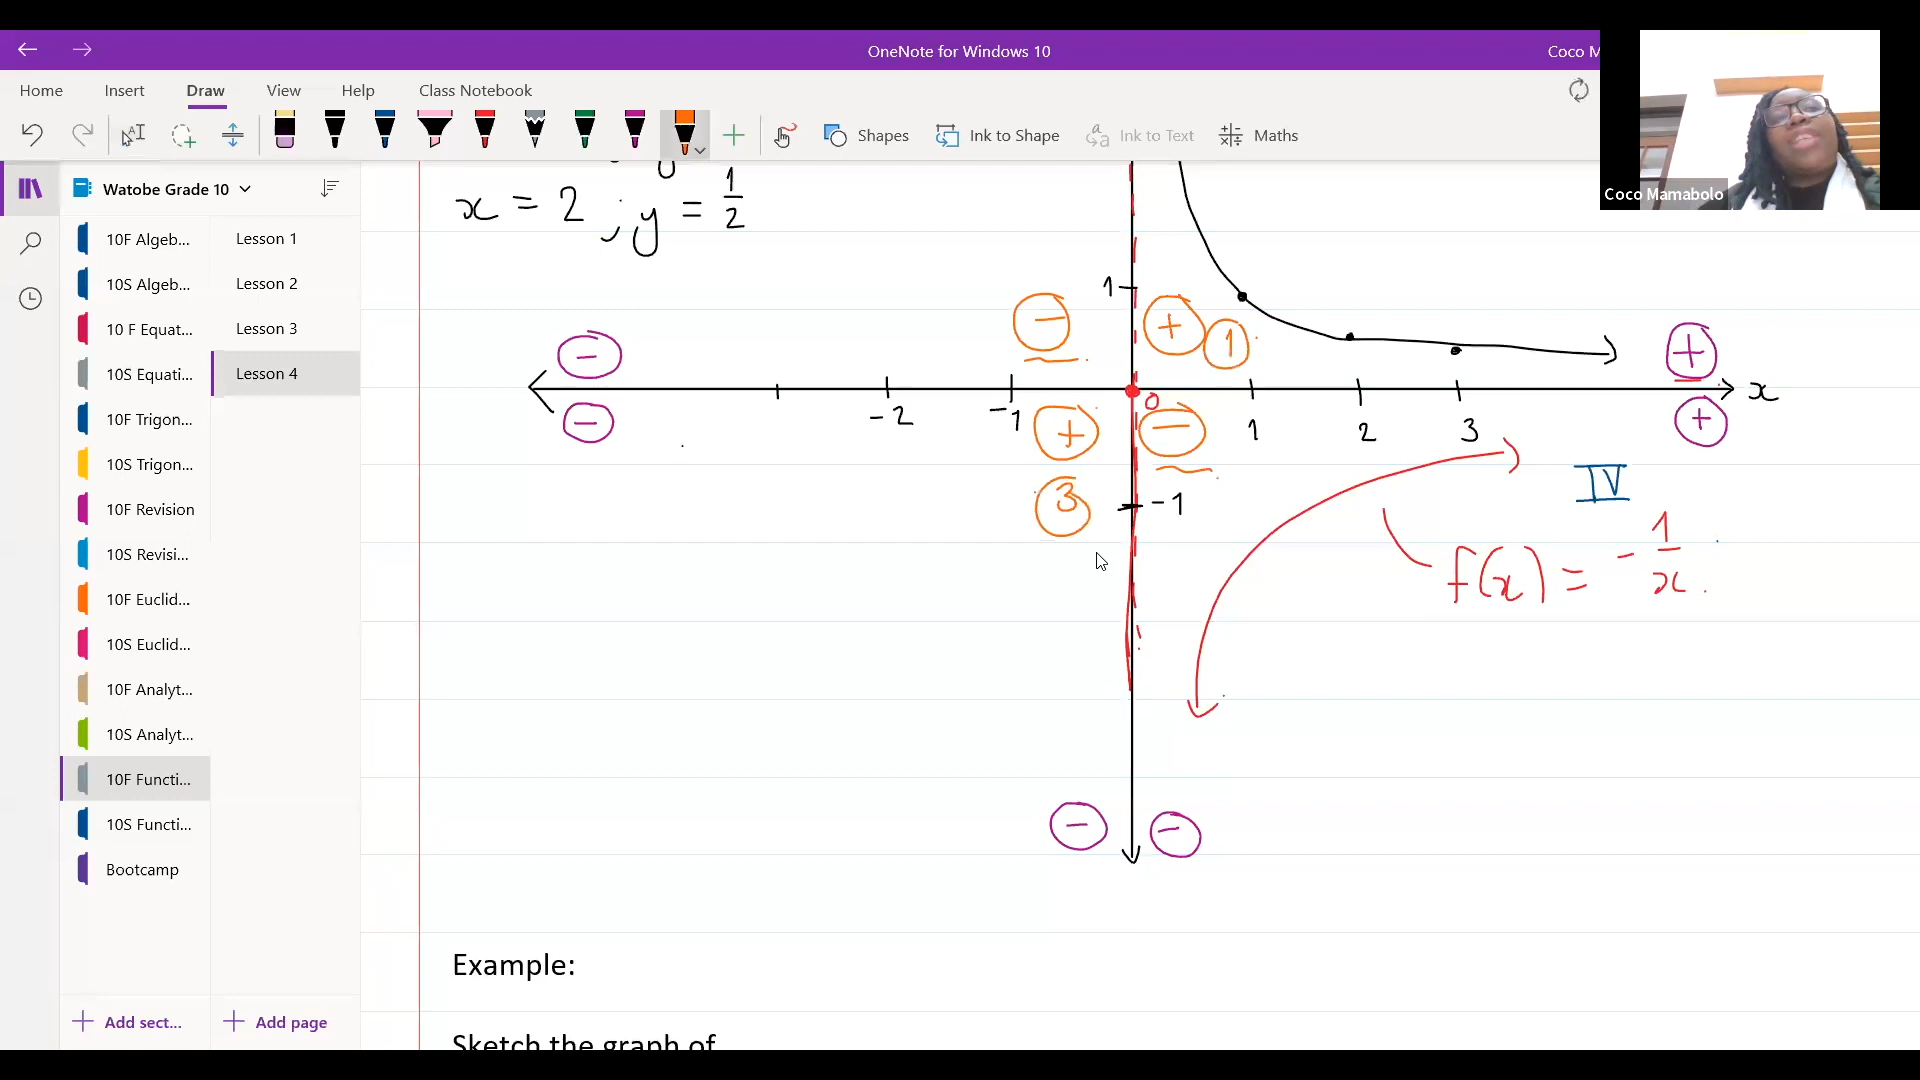 OneNote for Windows 10
Coco M
Home Insert Draw View Help Class Notebook
Shapes Ink to Shape Ink to Text Maths
Coco Mamabolo
Watobe Grade 10
10F Algeb...
10S Algeb...
10 F Equat...
10S Equati...
10F Trigon...
10S Trigon...
10F Revision
10S Revisi...
10F Euclid...
10S Euclid...
10F Analyt...
10S Analyt...
10F Functi...
10S Functi...
Bootcamp
Add sect...
Lesson 1
Lesson 2
Lesson 3
Lesson 4
Add page
x = 2 ; y = 1/2
1
- + 1
- +
x
- +
-2 -1 0 1 2 3
+ -
3 -1
IV
f(x) = -1/x
- -
Example:
Sketch the graph of